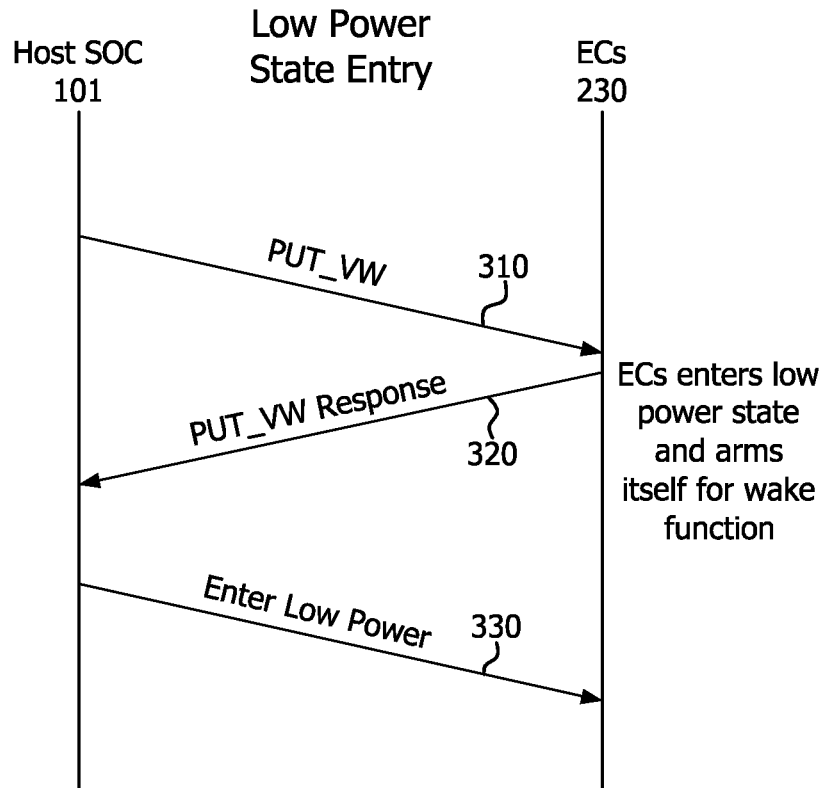 Low Power
State Entry
Host SOC
101
ECs
230
PUT_VW
310
ECs enters low
power state
and arms
itself for wake
function
PUT_VW Response
320
Enter Low Power
330